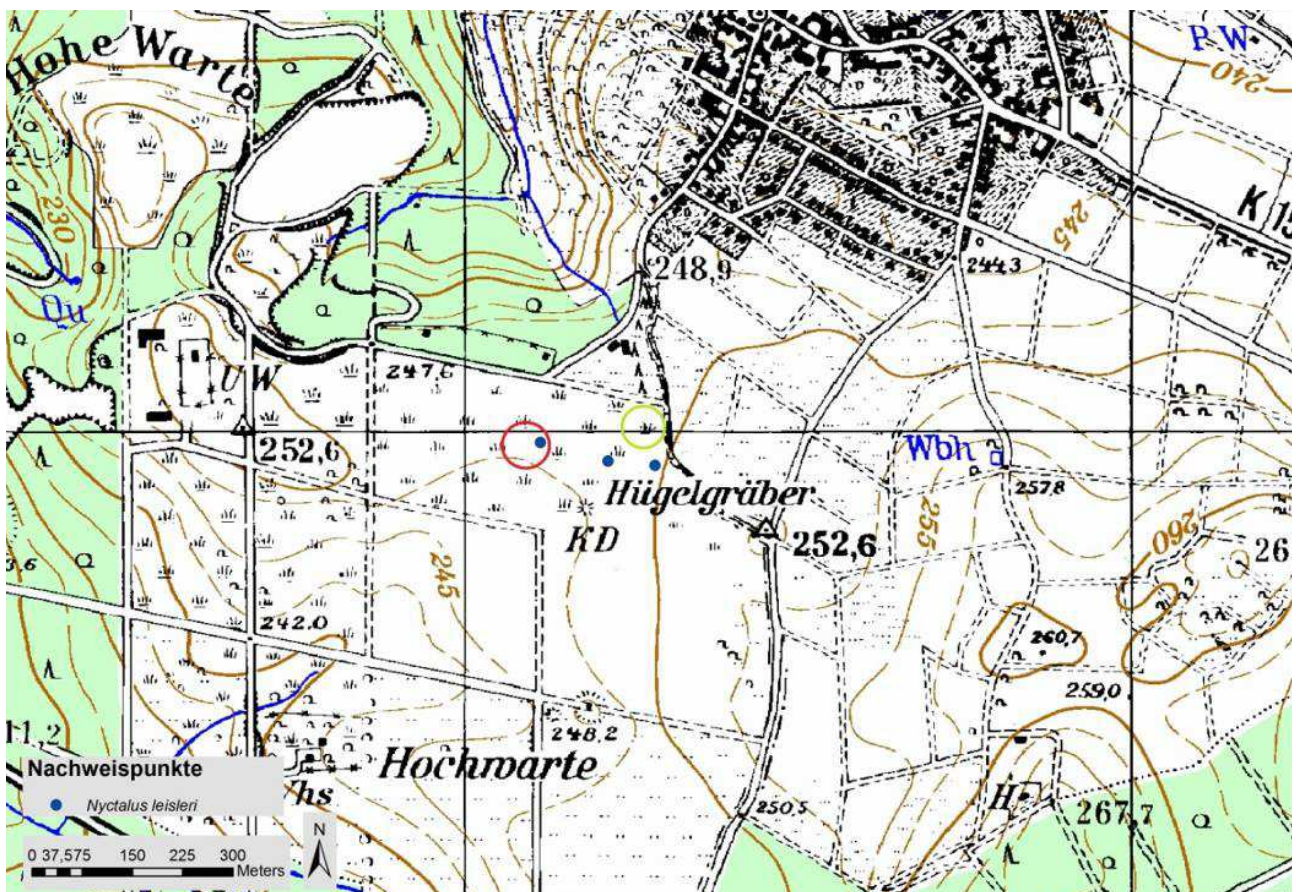 Hohe Warte
P W
240
230
248,9
245
K 15
244,3
Qu
U W
247,6
252,6
Wbh
Hügelgräber
257,8
K D
252,6
255
260
26
3,6
245
242.0
260,7
259,0
11,2
248,2
Nachweispunkte
Hochwarte
Nyctalus leisleri
hs
250,5
H
267,7
N
0 37,575 150 225 300
Meters